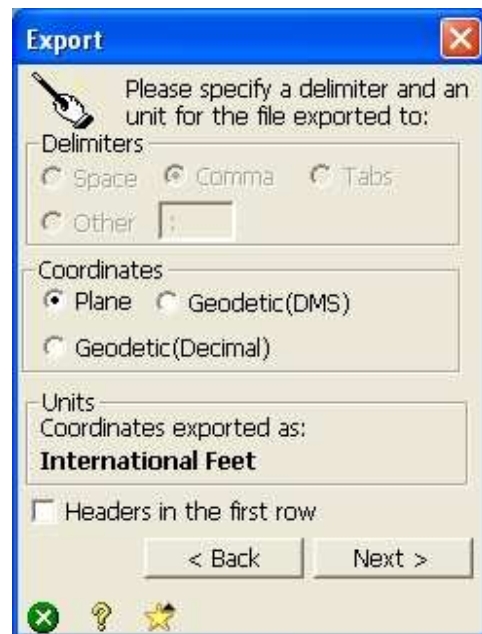 Export
Please specify a delimiter and an
unit for the file exported to:
Delimiters
Space Comma Tabs
Other :
Coordinates
Plane Geodetic(DMS)
Geodetic(Decimal)
Units
Coordinates exported as:
International Feet
Headers in the first row
< Back Next >